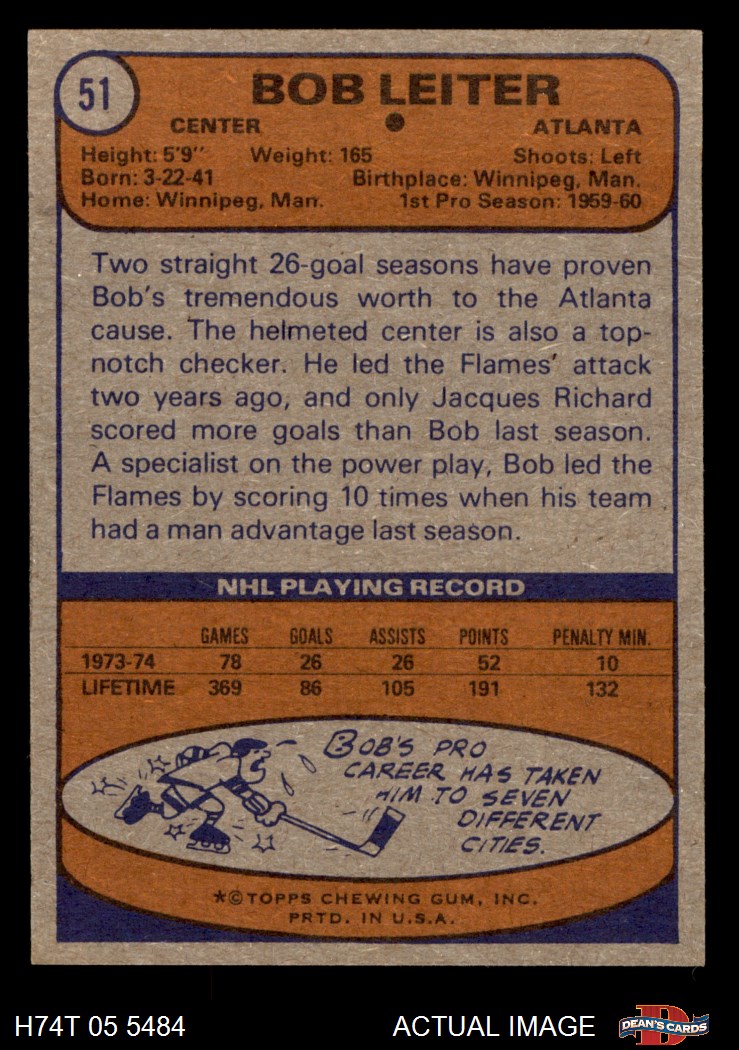 51
BOB LEITER
CENTER ATLANTA
Height: 5'9" Weight: 165 Shoots: Left
Born: 3-22-41 Birthplace: Winnipeg, Man.
Home: Winnipeg, Man. 1st Pro Season: 1959-60
Two straight 26-goal seasons have proven
Bob's tremendous worth to the Atlanta
cause. The helmeted center is also a top-
notch checker. He led the Flames' attack
two years ago, and only Jacques Richard
scored more goals than Bob last season.
A specialist on the power play, Bob led the
Flames by scoring 10 times when his team
had a man advantage last season.
NHL PLAYING RECORD
GAMES GOALS ASSISTS POINTS PENALTY MIN.
1973-74 78 26 26 52 10
LIFETIME 369 86 105 191 132
BOB'S PRO
CAREER HAS TAKEN
HIM TO SEVEN
DIFFERENT
CITIES.
*©TOPPS CHEWING GUM, INC.
PRTD. IN U.S.A.
H74T 05 5484 ACTUAL IMAGE D DEAN'S CARDS